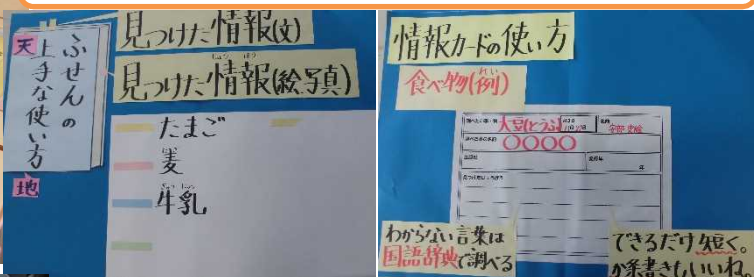 天
ふせんの
上手な使い方
地
見つけた情報(文)
見つけた情報(絵写真)
たまご
麦
牛乳
情報カードの使い方
食べ物(例)
大豆(とうふ)
○○○○
わからない言葉は
国語辞典で調べる
できるだけ短く。
か条書きもいいね